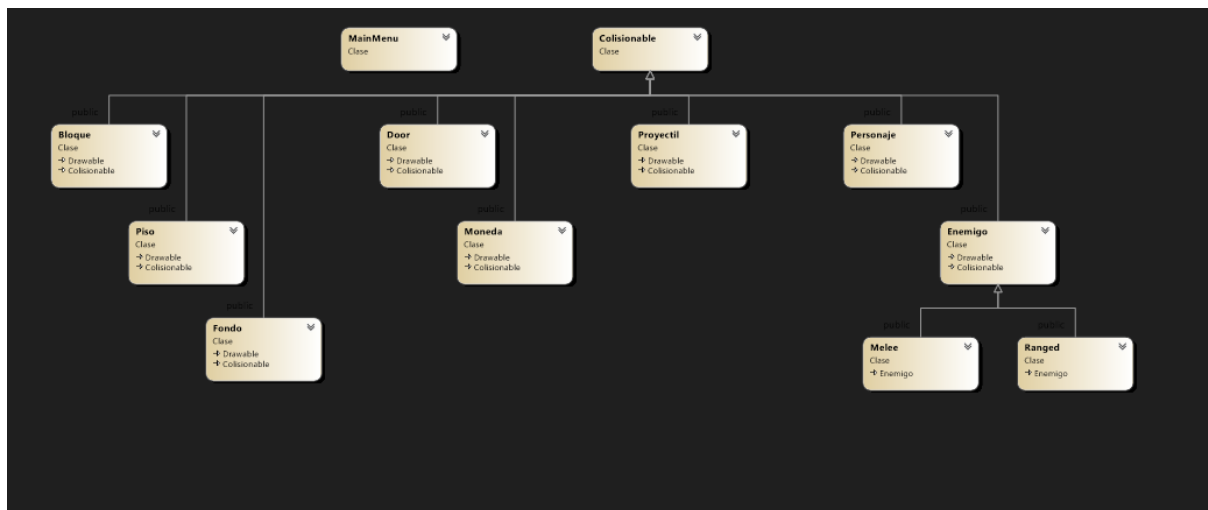 MainMenu
Clase
Colisionable
Clase
public
public
public
public
public
Bloque
Clase
Drawable
Colisionable
Door
Clase
Drawable
Colisionable
Proyectil
Clase
Drawable
Colisionable
Personaje
Clase
Drawable
Colisionable
public
public
public
Piso
Clase
Drawable
Colisionable
Moneda
Clase
Drawable
Colisionable
Enemigo
Clase
Drawable
Colisionable
public
Fondo
Clase
Drawable
Colisionable
public
public
Melee
Clase
Enemigo
Ranged
Clase
Enemigo